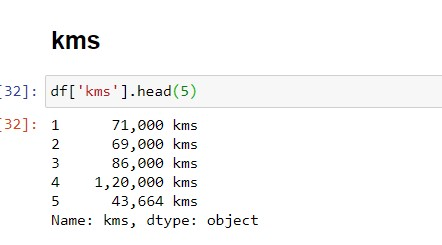 kms
[32]: df['kms'].head(5)
[32]: 1 71,000 kms
2 69,000 kms
3 86,000 kms
4 1,20,000 kms
5 43,664 kms
Name: kms, dtype: object